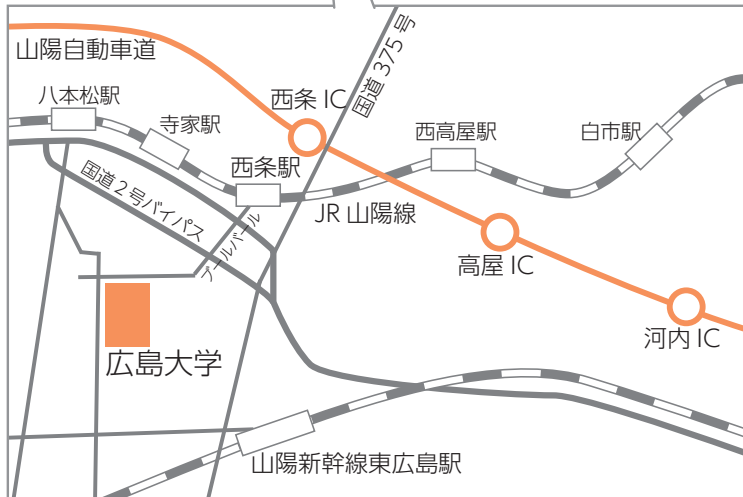 山陽自動車道
国道 375 号
西条 IC
八本松駅
寺家駅
西高屋駅
白市駅
西条駅
国道２号バイパス
JR 山陽線
ブールバール
高屋 IC
河内 IC
広島大学
山陽新幹線東広島駅